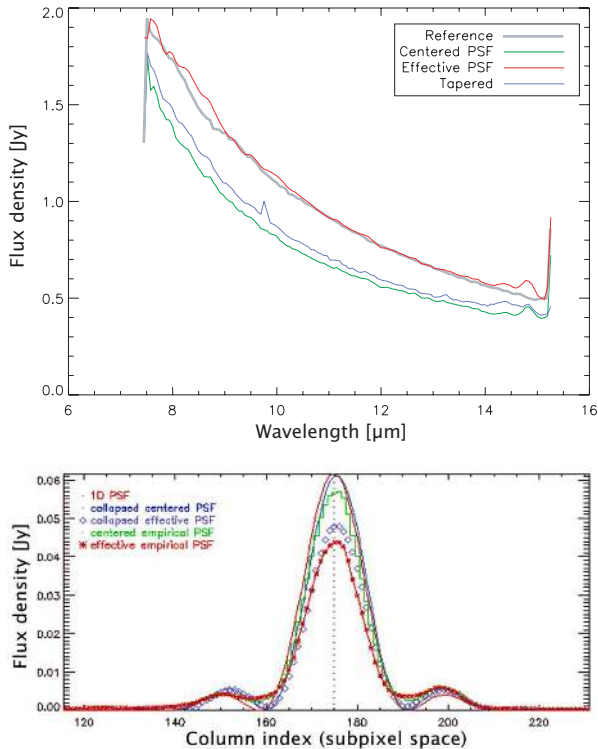 2.0
1.5
1.0
0.5
0.0
Flux density [Jy]
Reference
Centered PSF
Effective PSF
Tapered
6
8
10
12
14
16
Wavelength [µm]
0.06
0.05
0.04
0.03
0.02
0.01
0.00
Flux density [Jy]
1D PSF
collapsed centered PSF
collapsed effective PSF
centered empirical PSF
effective empirical PSF
120
140
160
180
200
220
Column index (subpixel space)